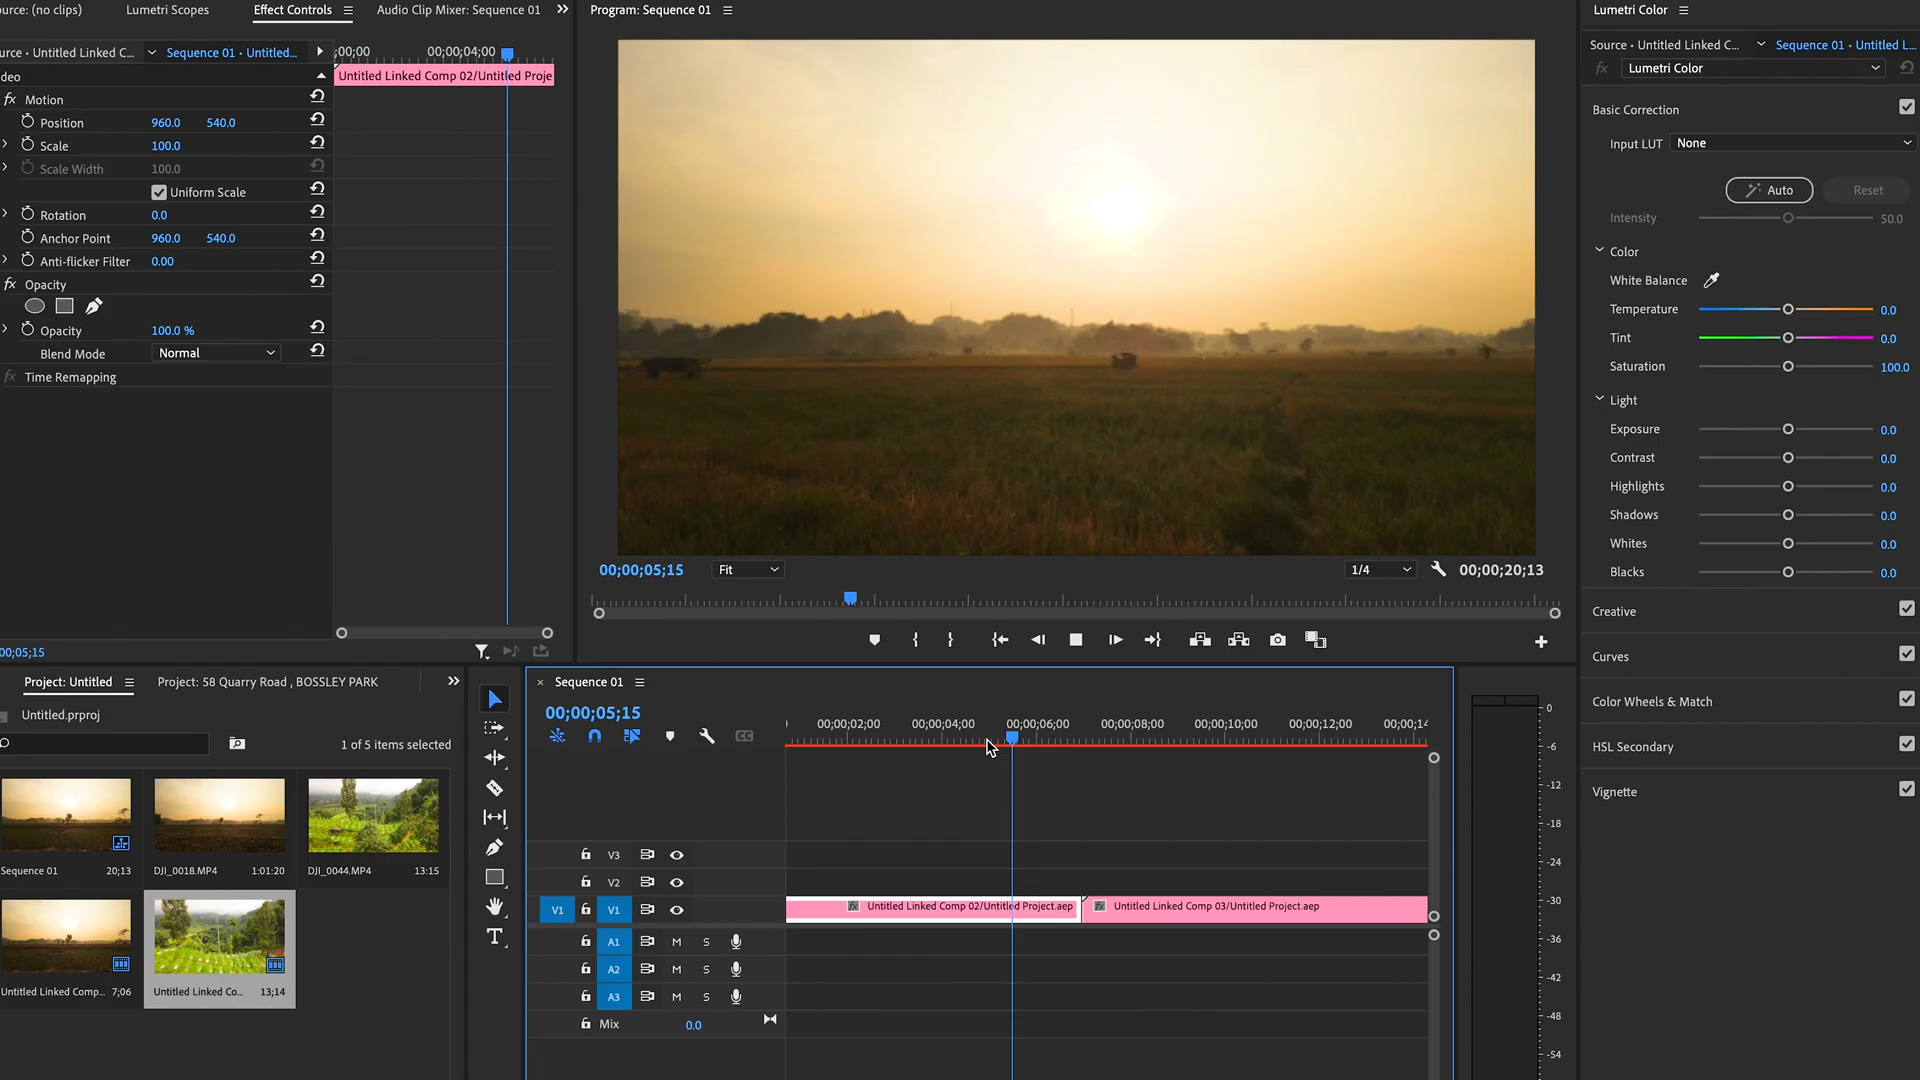 ource: (no clips)
Lumetri Scopes
Effect Controls
Audio Clip Mixer: Sequence 01
Program: Sequence 01
Lumetri Color
urce • Untitled Linked C...
Sequence 01 • Untitled...
;00;00
00;00;04;00
deo
Untitled Linked Comp 02/Untitled Proje
fx Motion
Position 960.0 540.0
Scale 100.0
Scale Width 100.0
Uniform Scale
Rotation 0.0
Anchor Point 960.0 540.0
Anti-flicker Filter 0.00
fx Opacity
Opacity 100.0 %
Blend Mode Normal
fx Time Remapping
00;05;15
00;00;05;15
Fit
1/4
00;00;20;13
Source • Untitled Linked C...
Sequence 01 • Untitled L...
fx Lumetri Color
Basic Correction
Input LUT None
Auto
Reset
Intensity 50.0
Color
White Balance
Temperature 0.0
Tint 0.0
Saturation 100.0
Light
Exposure 0.0
Contrast 0.0
Highlights 0.0
Shadows 0.0
Whites 0.0
Blacks 0.0
Creative
Curves
Color Wheels & Match
HSL Secondary
Vignette
Project: Untitled
Project: 58 Quarry Road , BOSSLEY PARK
Untitled.prproj
1 of 5 items selected
Sequence 01 20;13
DJI_0018.MP4 1:01:20
DJI_0044.MP4 13:15
Untitled Linked Comp... 7;06
Untitled Linked Co... 13;14
T
× Sequence 01
00;00;05;15
CC
00;00;02;00
00;00;04;00
00;00;06;00
00;00;08;00
00;00;10;00
00;00;12;00
00;00;14
V3
V2
V1 V1
fx Untitled Linked Comp 02/Untitled Project.aep
fx Untitled Linked Comp 03/Untitled Project.aep
A1 M S
A2 M S
A3 M S
Mix 0.0
0
-6
-12
-18
-24
-30
-36
-42
-48
-54